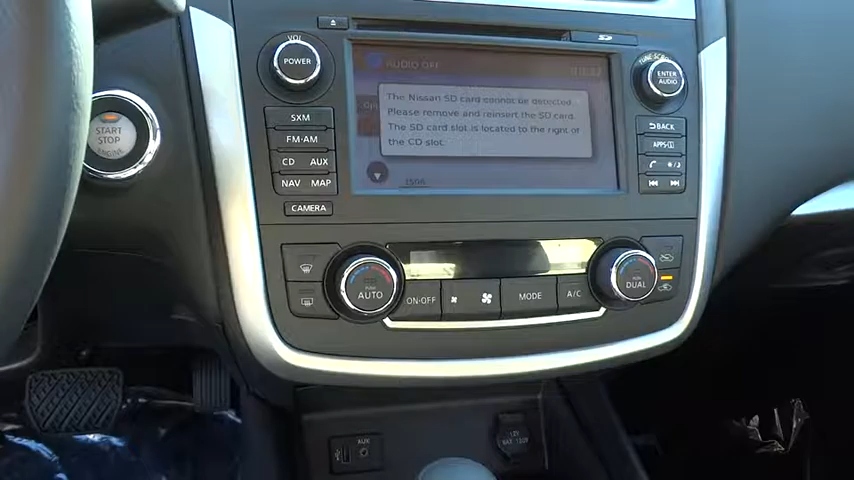 VOL
POWER
TUNE·SCROLL
ENTER
AUDIO
AUDIO OFF
The Nissan SD card cannot be detected.
Please remove and reinsert the SD card.
The SD card slot is located to the right of
the CD slot.
SXM
FM·AM
CD AUX
NAV MAP
CAMERA
BACK
APPS
START
STOP
ENGINE
AUTO
ON·OFF
MODE
A/C
DUAL
AUX
12V